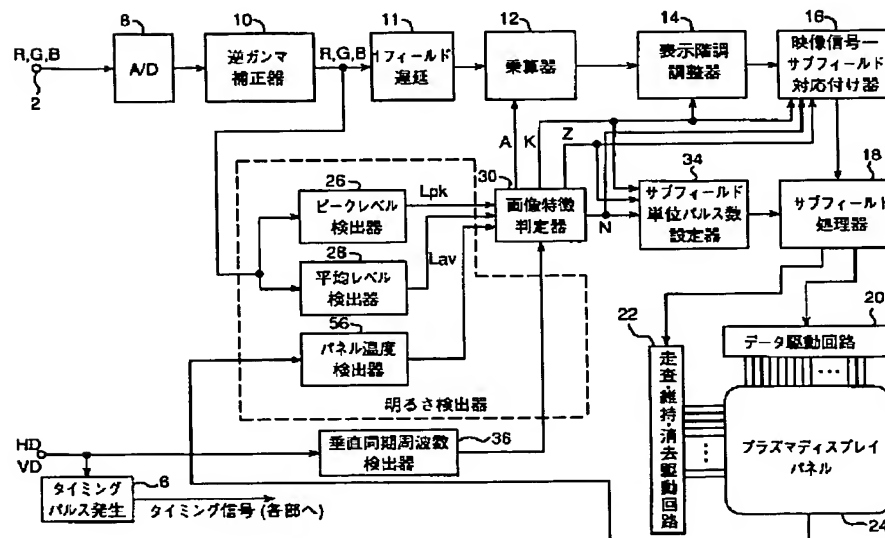 8
10
11
12
14
16
R,G,B
2
A/D
逆ガンマ
補正器
R,G,B
1フィールド
遅延
乗算器
表示階調
調整器
映像信号ー
サブフィールド
対応付け器
A
K
Z
26
ピークレベル
検出器
Lpk
30
画像特徴
判定器
N
34
サブフィールド
単位パルス数
設定器
18
サブフィールド
処理器
28
平均レベル
検出器
Lav
56
パネル温度
検出器
明るさ検出器
22
走査・維持・消去駆動回路
20
データ駆動回路
...
...
プラズマディスプレイ
パネル
24
HD
VD
垂直同期周波数
検出器
36
タイミング
パルス発生
6
タイミング信号 (各部へ)